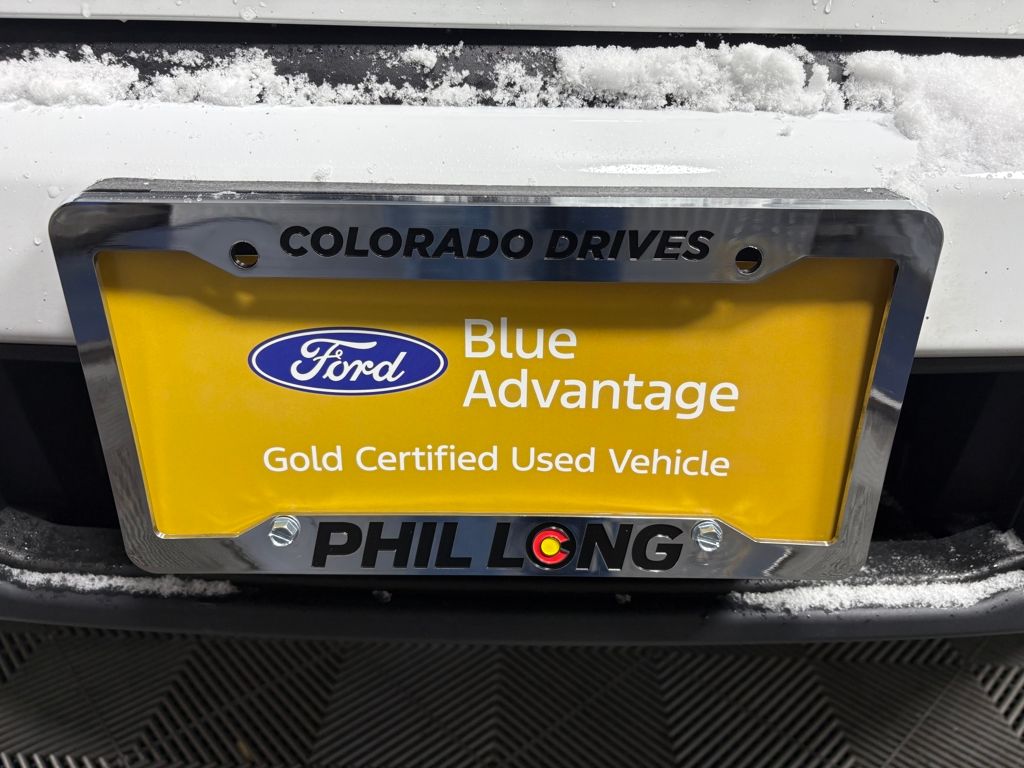 COLORADO DRIVES
Ford
Blue
Advantage
Gold Certified Used Vehicle
PHIL LONG